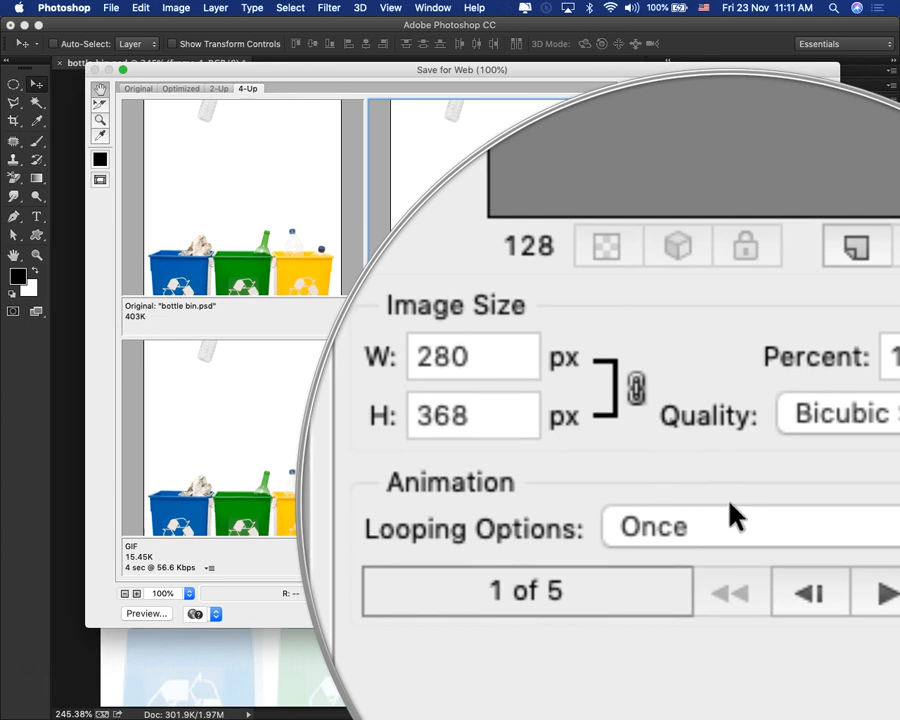 Photoshop File Edit Image Layer Type Select Filter 3D View Window Help 100% Fri 23 Nov 11:11 AM
Adobe Photoshop CC
Auto-Select: Layer Show Transform Controls 3D Mode: Essentials
Save for Web (100%)
Original Optimized 2-Up 4-Up
128
Image Size
W: 280 px Percent: 1
H: 368 px Quality: Bicubic
Original: "bottle bin.psd"
403K
Animation
Looping Options: Once
1 of 5
GIF
15.45K
4 sec @ 56.6 Kbps
100% R: --
Preview...
245.38% Doc: 301.9K/1.97M